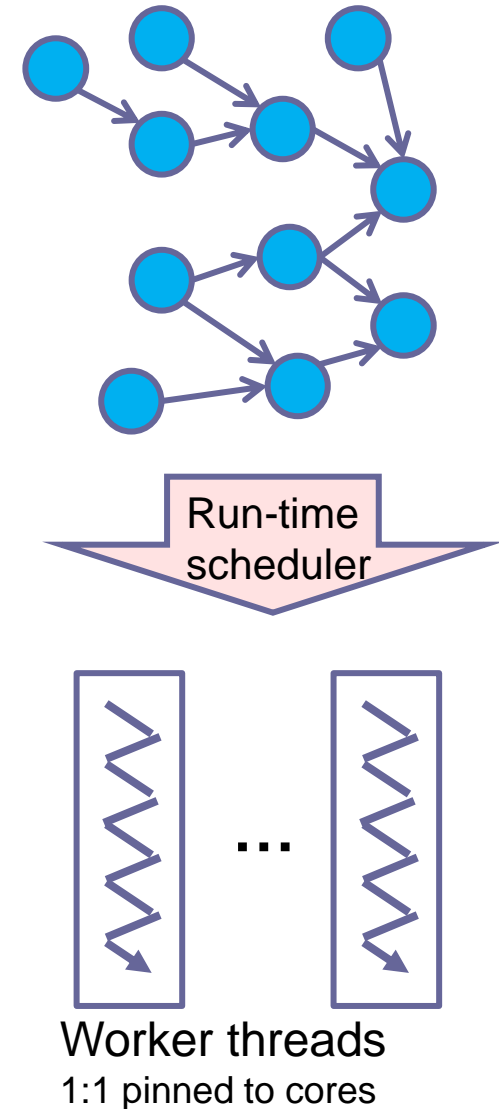 Run-time
scheduler
...
Worker threads
1:1 pinned to cores